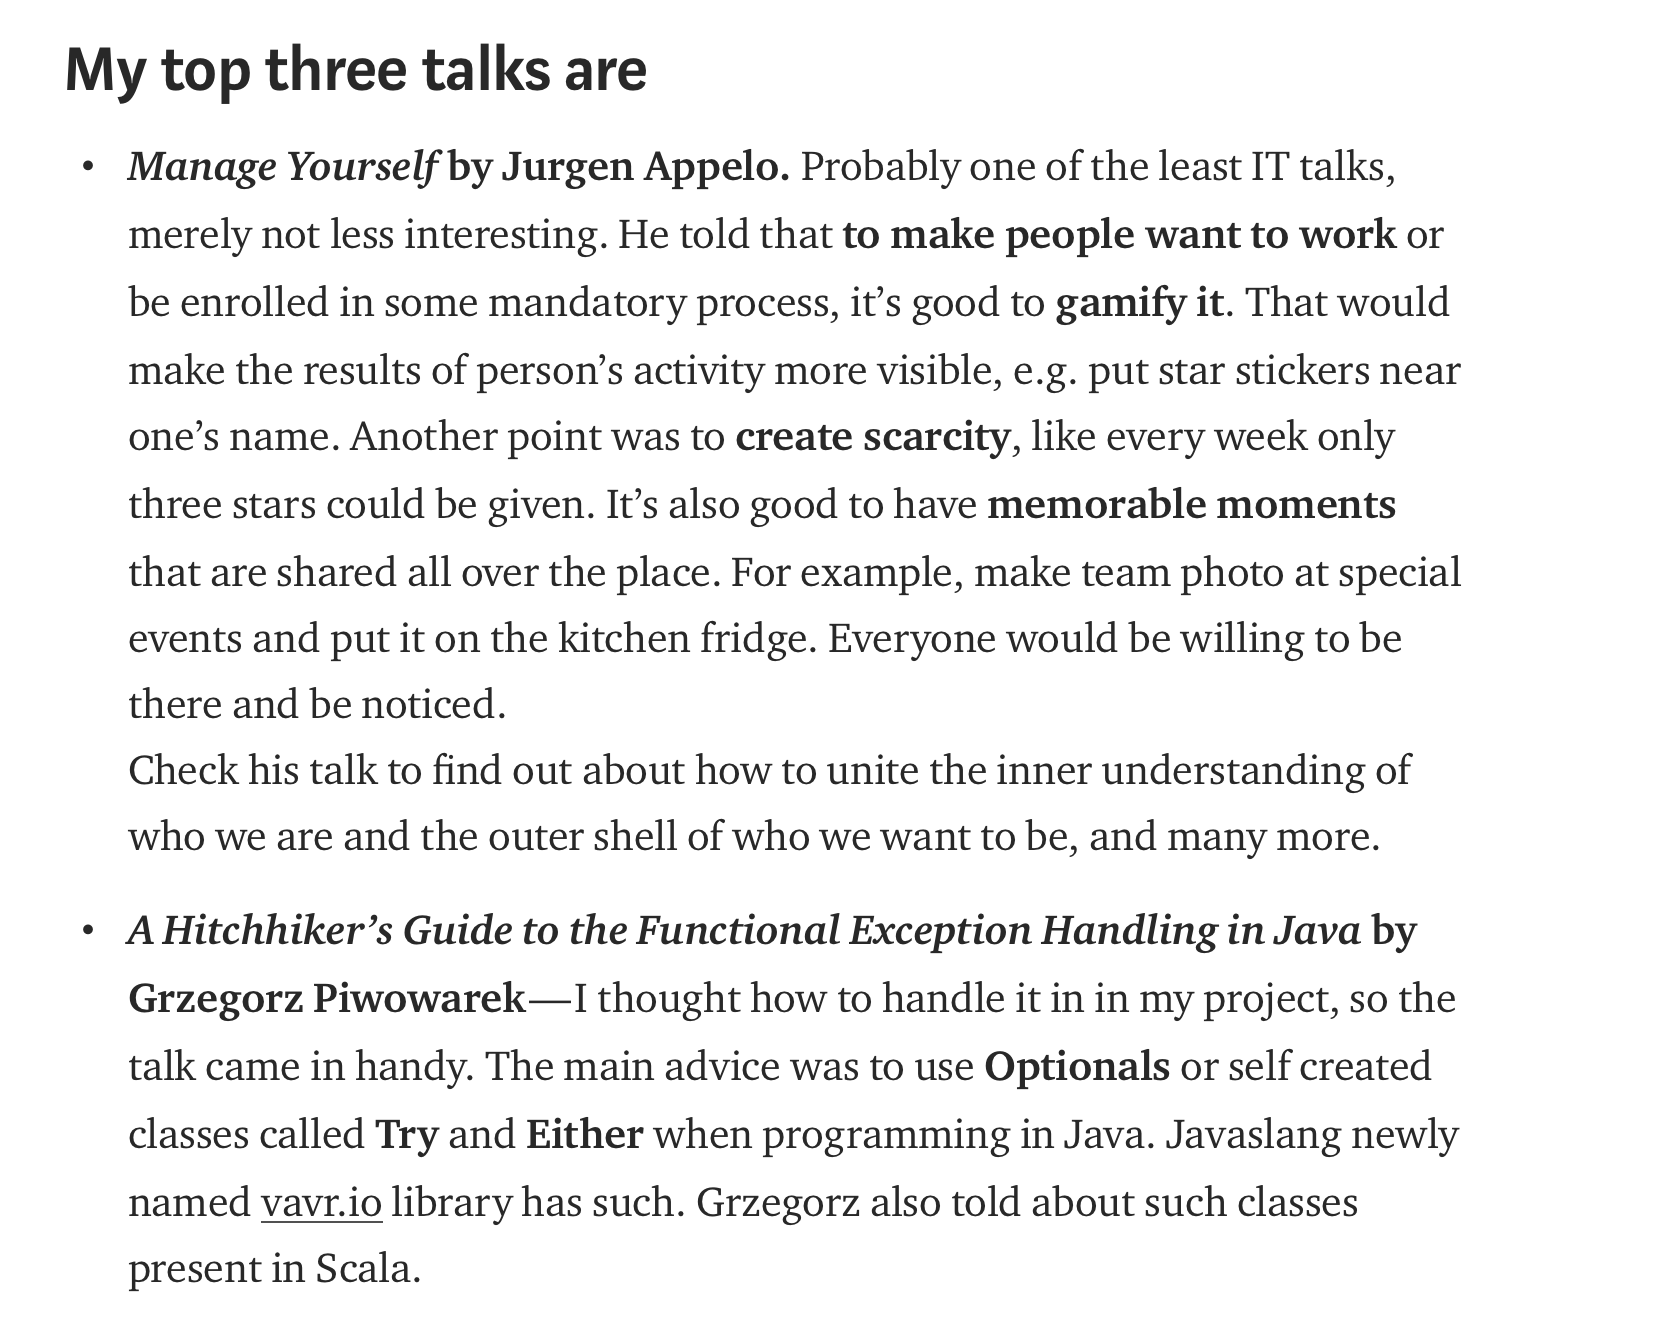 My top three talks are
• Manage Yourself by Jurgen Appelo. Probably one of the least IT talks,
merely not less interesting. He told that to make people want to work or
be enrolled in some mandatory process, it’s good to gamify it. That would
make the results of person’s activity more visible, e.g. put star stickers near
one’s name. Another point was to create scarcity, like every week only
three stars could be given. It’s also good to have memorable moments
that are shared all over the place. For example, make team photo at special
events and put it on the kitchen fridge. Everyone would be willing to be
there and be noticed.
Check his talk to find out about how to unite the inner understanding of
who we are and the outer shell of who we want to be, and many more.
• A Hitchhiker’s Guide to the Functional Exception Handling in Java by
Grzegorz Piwowarek—I thought how to handle it in in my project, so the
talk came in handy. The main advice was to use Optionals or self created
classes called Try and Either when programming in Java. Javaslang newly
named vavr.io library has such. Grzegorz also told about such classes
present in Scala.